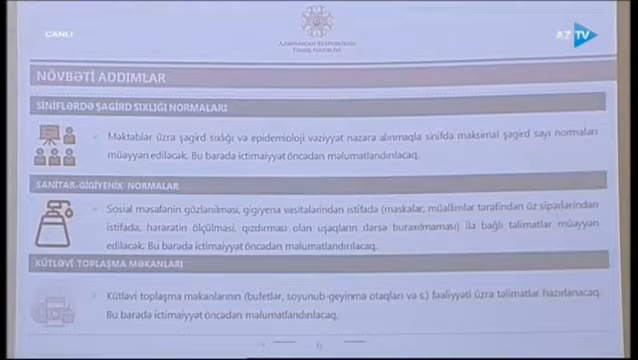 CANLI
AZTV
AZƏRBAYCAN RESPUBLİKASI
TƏHSİL NAZİRLİYİ
NÖVBƏTİ ADDIMLAR
SİNİFLƏRDƏ ŞAGİRD SIXLIĞI NORMALARI
Məktəblər üzrə şagird sıxlığı və epidemioloji vəziyyət nəzərə alınmaqla sinifdə maksimal şagird sayı normaları
müəyyən ediləcək. Bu barədə ictimaiyyət öncədən məlumatlandırılacaq.
SANİTAR-GİGİYENİK NORMALAR
Sosial məsafənin gözlənilməsi, gigiyena vasitələrindən istifadə (maskalar, müəllimlər tərəfindən üz sipərlərindən
istifadə, hərarətin ölçülməsi, qızdırması olan uşaqların dərsə buraxılmaması) ilə bağlı təlimatlar müəyyən
ediləcək. Bu barədə ictimaiyyət öncədən məlumatlandırılacaq.
KÜTLƏVİ TOPLAŞMA MƏKANLARI
Kütləvi toplaşma məkanlarının (bufetlər, soyunub-geyinmə otaqları və s.) fəaliyyəti üzrə təlimatlar hazırlanacaq.
Bu barədə ictimaiyyət öncədən məlumatlandırılacaq.
6